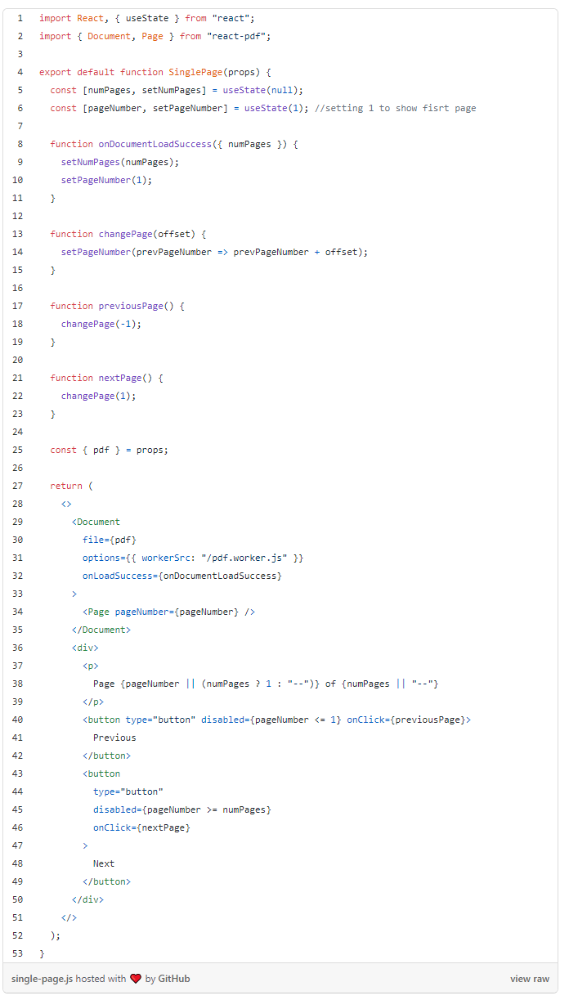 1 import React, { useState } from "react";
2 import { Document, Page } from "react-pdf";
3
4 export default function SinglePage(props) {
5   const [numPages, setNumPages] = useState(null);
6   const [pageNumber, setPageNumber] = useState(1); //setting 1 to show fisrt page
7
8   function onDocumentLoadSuccess({ numPages }) {
9     setNumPages(numPages);
10     setPageNumber(1);
11   }
12
13   function changePage(offset) {
14     setPageNumber(prevPageNumber => prevPageNumber + offset);
15   }
16
17   function previousPage() {
18     changePage(-1);
19   }
20
21   function nextPage() {
22     changePage(1);
23   }
24
25   const { pdf } = props;
26
27   return (
28     <>
29       <Document
30         file={pdf}
31         options={{ workerSrc: "/pdf.worker.js" }}
32         onLoadSuccess={onDocumentLoadSuccess}
33       >
34         <Page pageNumber={pageNumber} />
35       </Document>
36       <div>
37         <p>
38           Page {pageNumber || (numPages ? 1 : "--")} of {numPages || "--"}
39         </p>
40         <button type="button" disabled={pageNumber <= 1} onClick={previousPage}>
41           Previous
42         </button>
43         <button
44           type="button"
45           disabled={pageNumber >= numPages}
46           onClick={nextPage}
47         >
48           Next
49         </button>
50       </div>
51     </>
52   );
53 }
single-page.js hosted with ❤ by GitHub view raw